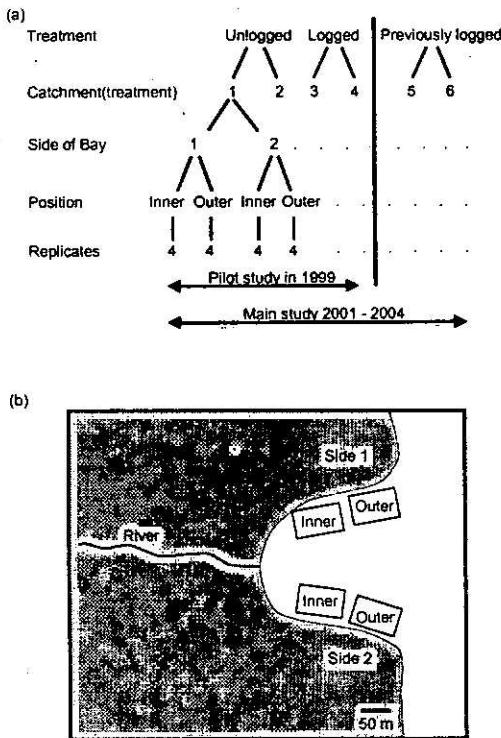 (a)
Treatment Unlogged Logged Previously logged
Catchment(treatment) 1 2 3 4 5 6
Side of Bay 1 2
Position Inner Outer Inner Outer
Replicates 4 4 4 4
Pilot study in 1999
Main study 2001 - 2004
(b)
Side 1
Inner Outer
River
Inner Outer
Side 2
50 m